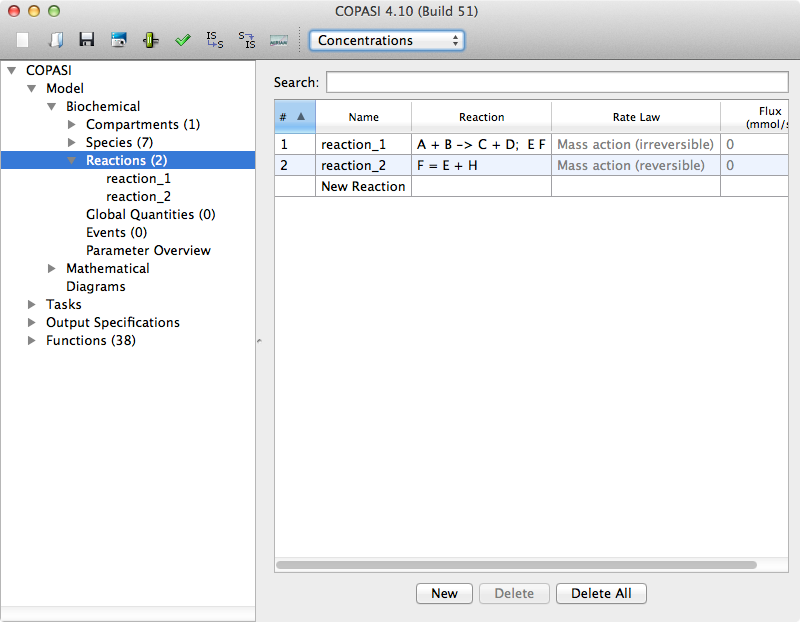 COPASI 4.10 (Build 51)
IS S S IS Concentrations
COPASI
Model
Biochemical
Compartments (1)
Species (7)
Reactions (2)
reaction_1
reaction_2
Global Quantities (0)
Events (0)
Parameter Overview
Mathematical
Diagrams
Tasks
Output Specifications
Functions (38)
Search:
# Name Reaction Rate Law Flux
(mmol/s
1 reaction_1 A + B -> C + D; E F Mass action (irreversible) 0
2 reaction_2 F = E + H Mass action (reversible) 0
New Reaction
New Delete Delete All